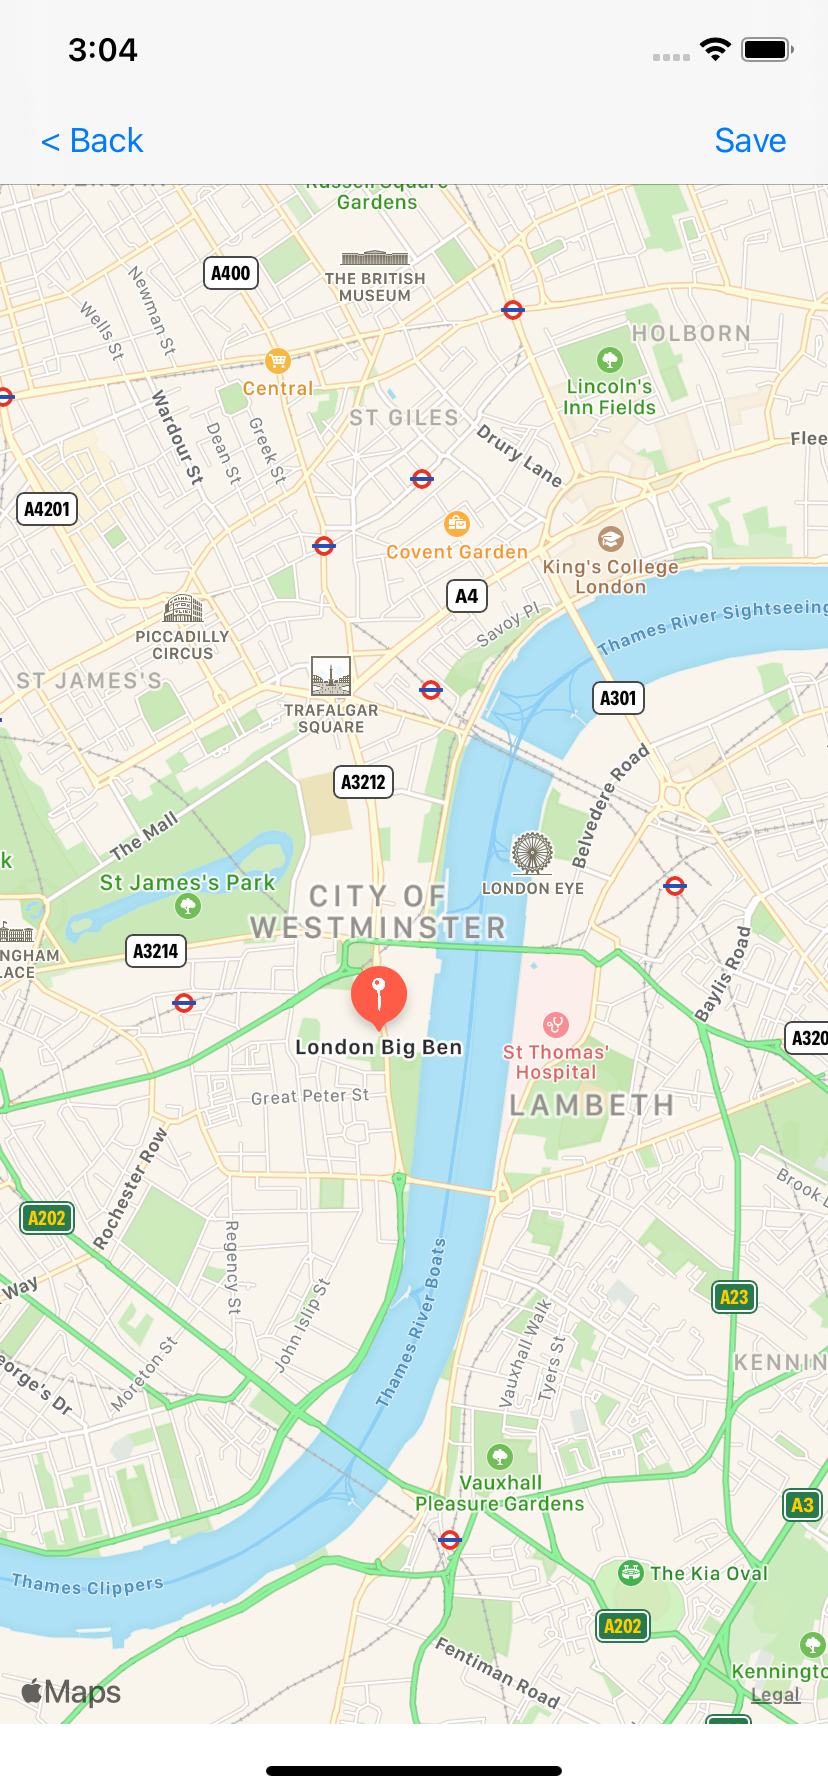 3:04
< Back
Save
Russell Square
Gardens
A400
THE BRITISH
MUSEUM
Newman St
Wells St
HOLBORN
Central
Lincoln's
Inn Fields
ST GILES
Wardour St
Dean St
Greek St
Drury Lane
Flee
A4201
Covent Garden
King's College
London
A4
Savoy Pl
Thames River Sightseeing
PICCADILLY
CIRCUS
ST JAMES'S
TRAFALGAR
SQUARE
A301
A3212
Belvedere Road
The Mall
k
St James's Park
LONDON EYE
CITY OF
WESTMINSTER
NGHAM
LACE
A3214
Baylis Road
London Big Ben
St Thomas'
Hospital
A320
Great Peter St
LAMBETH
Rochester Row
Brook
A202
Regency St
Way
John Islip St
Thames River Boats
A23
Vauxhall Walk
Tyers St
KENNIN
Moreton St
eorge's Dr
Vauxhall
Pleasure Gardens
A3
Thames Clippers
The Kia Oval
A202
Fentiman Road
Kenningto
Maps
Legal